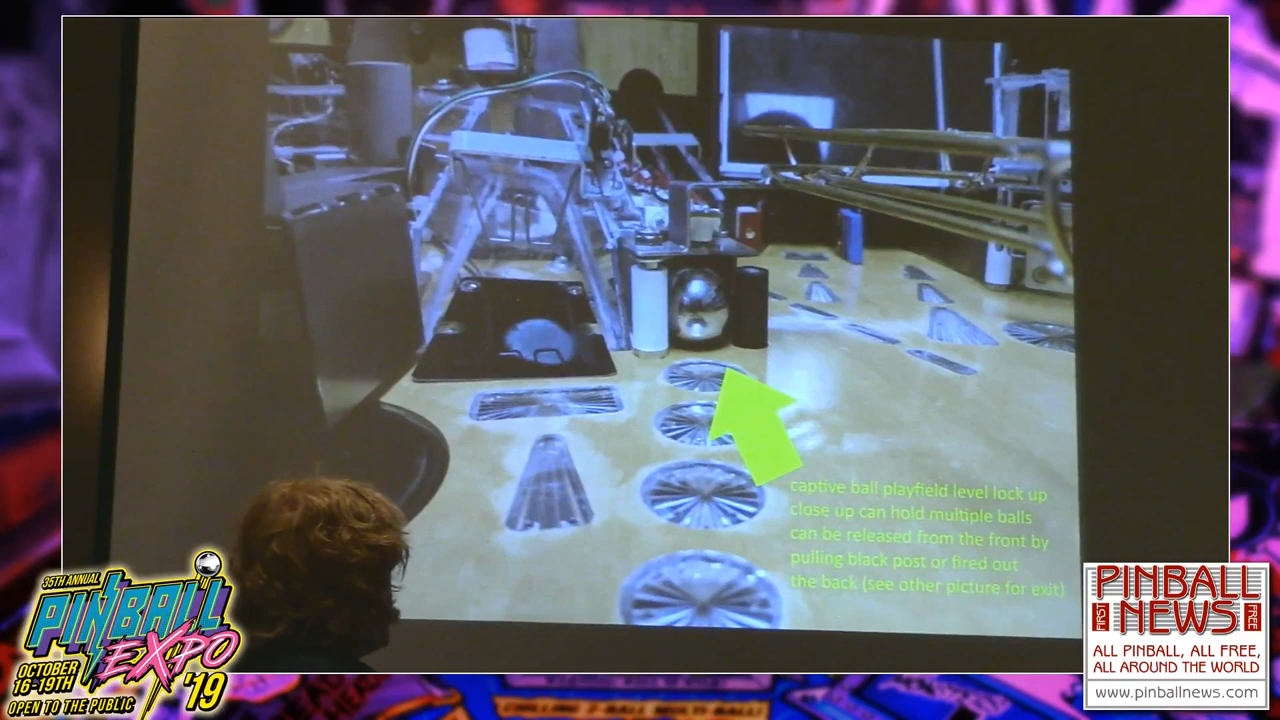 captive ball playfield level lock up
close up can hold multiple balls
can be released from the front by
pulling black post or fired out
the back (see other picture for exit)
35TH ANNUAL
PINBALL
EXPO
OCTOBER
16-19TH
'19
OPEN TO THE PUBLIC
PINBALL
FIRST NEWS FREE
ALL PINBALL, ALL FREE,
ALL AROUND THE WORLD
www.pinballnews.com